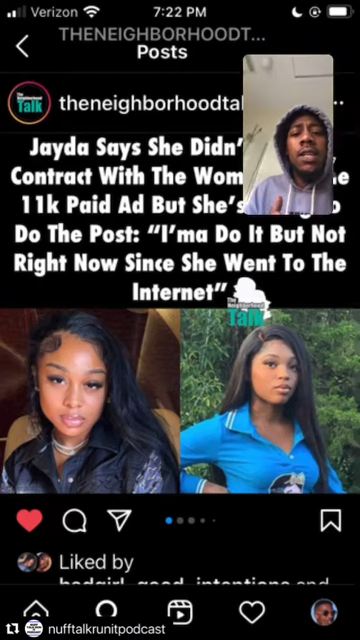 Verizon 7:22 PM
THENEIGHBORHOODT...
Posts
The
Neighborhood
Talk
theneighborhoodtal
Jayda Says She Didn'
Contract With The Wom
11k Paid Ad But She's
Do The Post: “I'ma Do It But Not
Right Now Since She Went To The
Internet”
The
Neighborhood
Talk
Liked by
nufftalkrunitpodcast